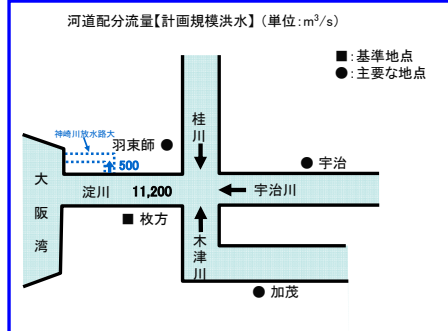 河道配分流量【計画規模洪水】（単位：m³/s）
■：基準地点
●：主要な地点
神崎川放水路大
羽束師 ●
500
桂川
● 宇治
大阪湾
淀川 11,200
宇治川
■ 枚方
木津川
● 加茂